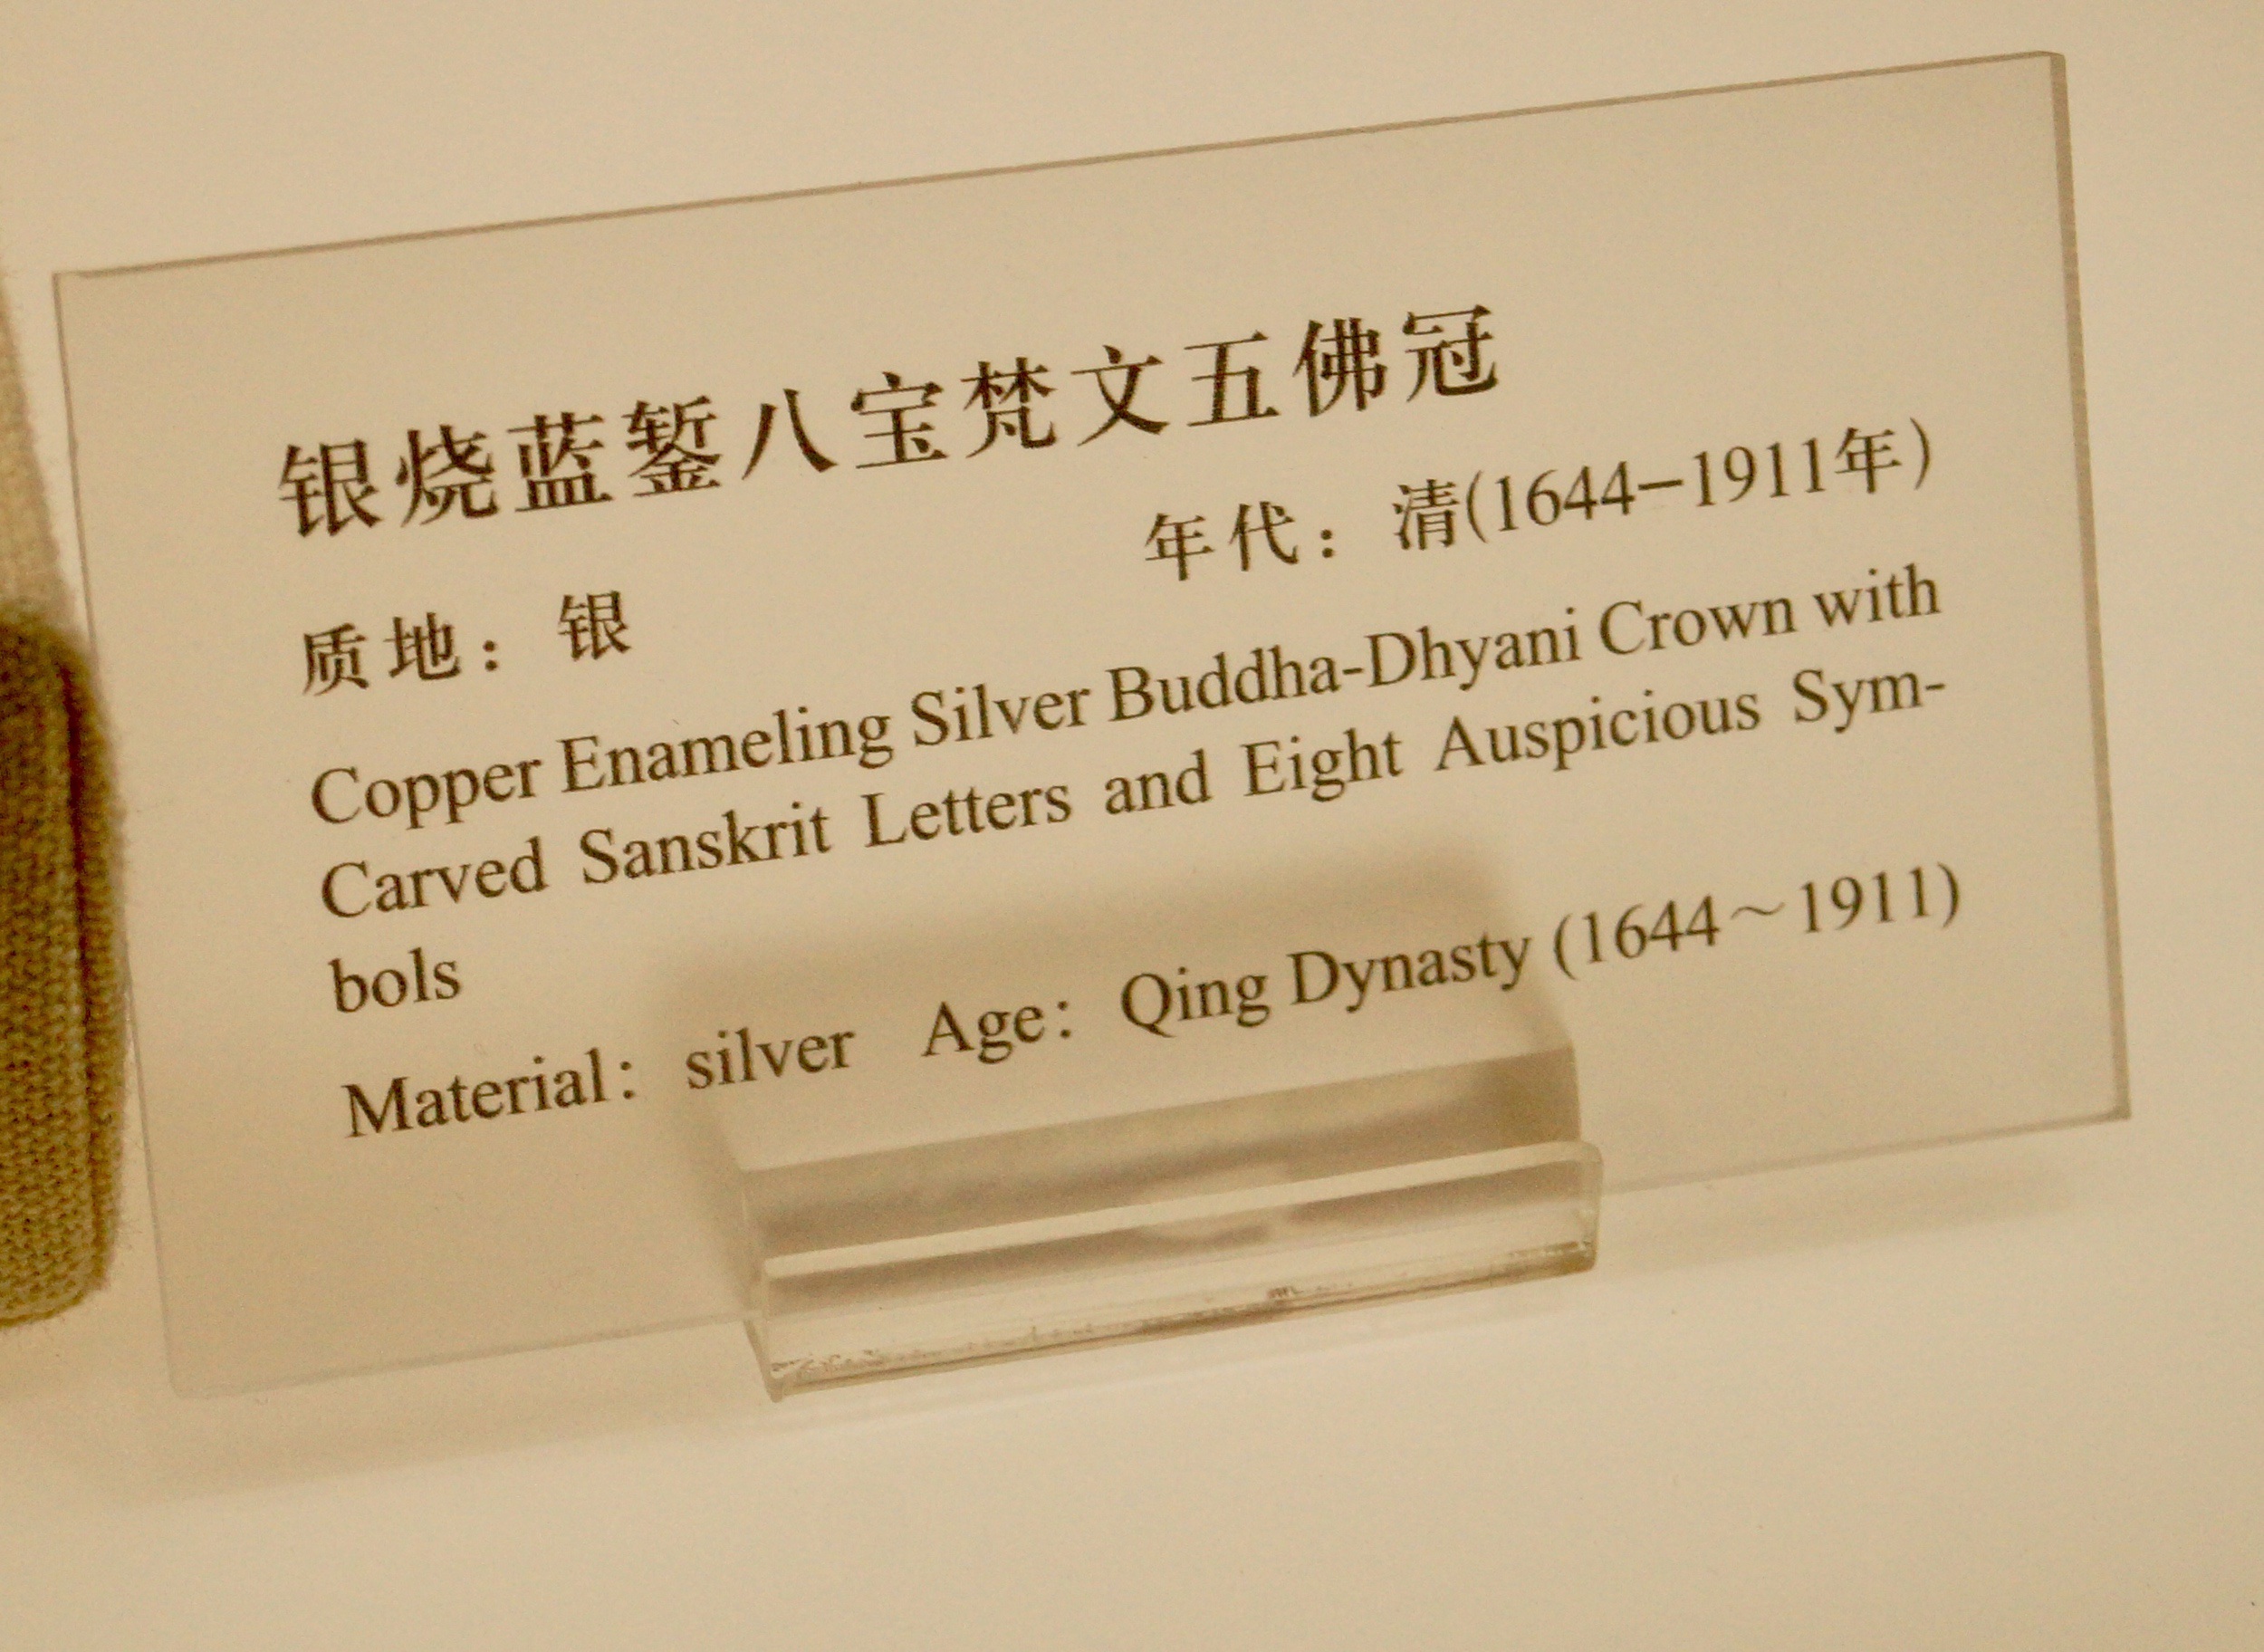 银烧蓝錾八宝梵文五佛冠
质地：银 年代：清(1644-1911年)
Copper Enameling Silver Buddha-Dhyani Crown with
Carved Sanskrit Letters and Eight Auspicious Sym-
bols
Material: silver Age: Qing Dynasty (1644～1911)